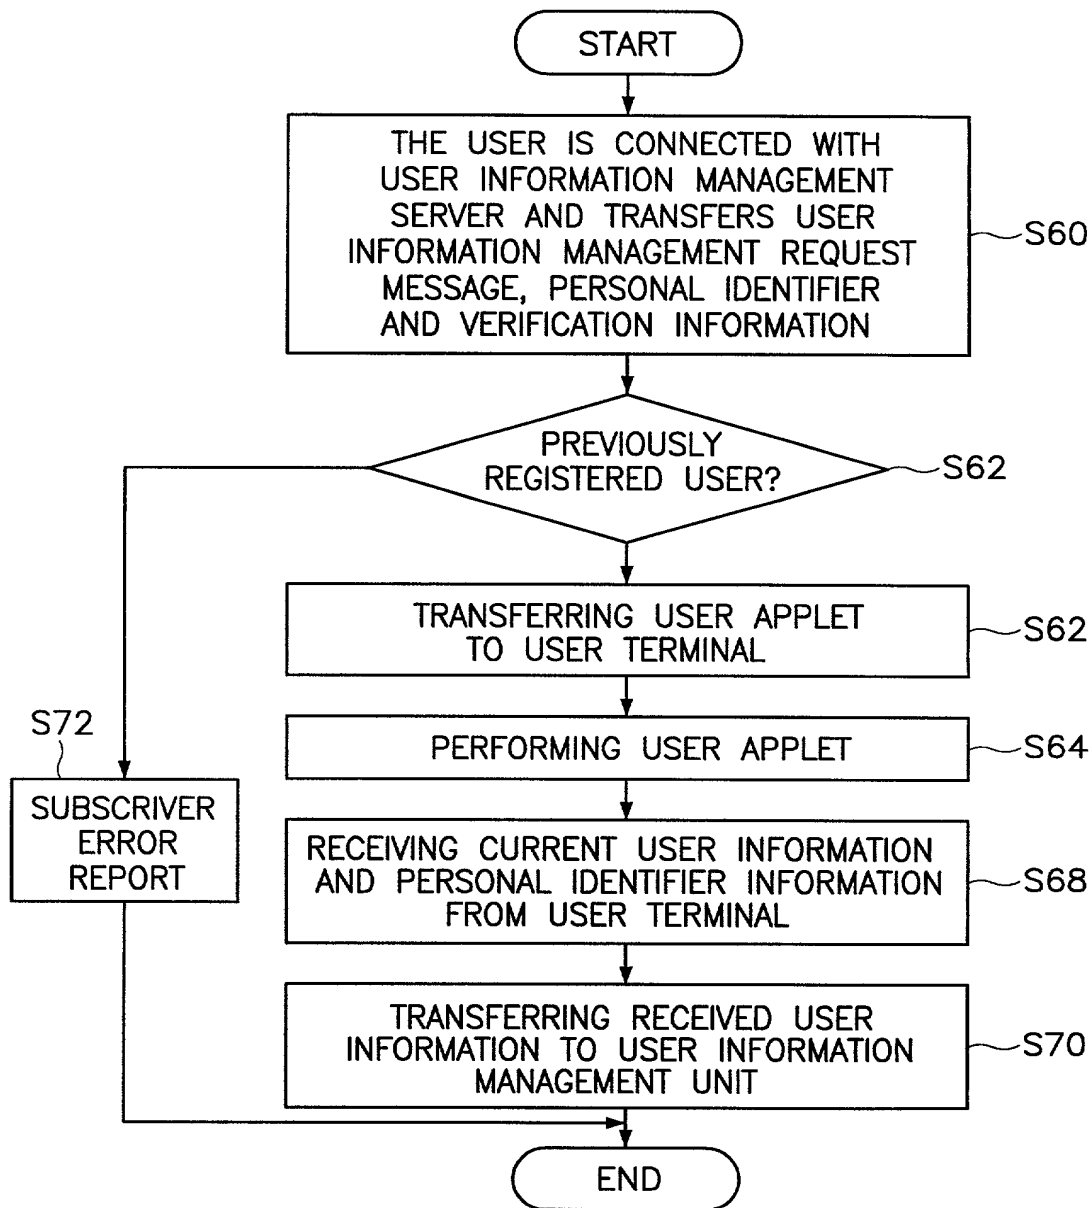 START
THE USER IS CONNECTED WITH
USER INFORMATION MANAGEMENT
SERVER AND TRANSFERS USER
INFORMATION MANAGEMENT REQUEST
MESSAGE, PERSONAL IDENTIFIER
AND VERIFICATION INFORMATION
S60
PREVIOUSLY
REGISTERED USER?
S62
TRANSFERRING USER APPLET
TO USER TERMINAL
S62
PERFORMING USER APPLET
S64
S72
SUBSCRIVER
ERROR
REPORT
RECEIVING CURRENT USER INFORMATION
AND PERSONAL IDENTIFIER INFORMATION
FROM USER TERMINAL
S68
TRANSFERRING RECEIVED USER
INFORMATION TO USER INFORMATION
MANAGEMENT UNIT
S70
END